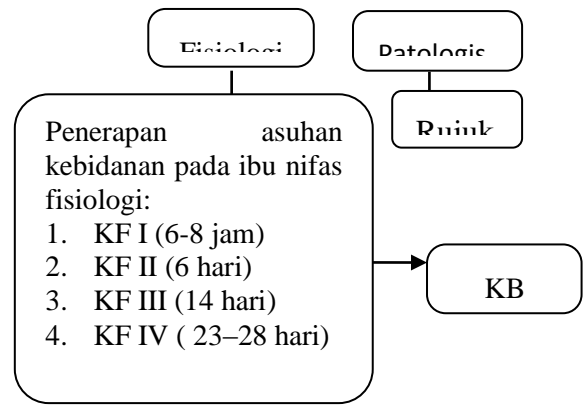 Fisiologi
Patologis
Rujuk
Penerapan asuhan
kebidanan pada ibu nifas
fisiologi:
1. KF I (6-8 jam)
2. KF II (6 hari)
3. KF III (14 hari)
4. KF IV ( 23–28 hari)
KB